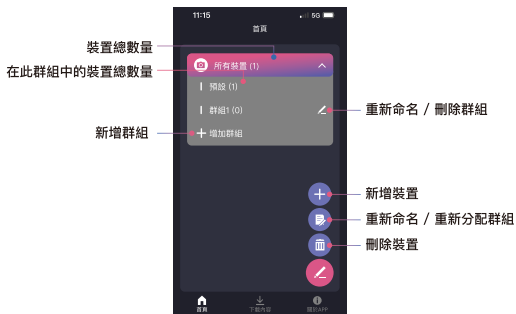 11:15
5G
首頁
裝置總數量
所有裝置 (1)
在此群組中的裝置總數量
預設 (1)
群組1 (0)
重新命名 / 刪除群組
新增群組
增加群組
新增裝置
重新命名 / 重新分配群組
刪除裝置
首頁
下載內容
關於APP